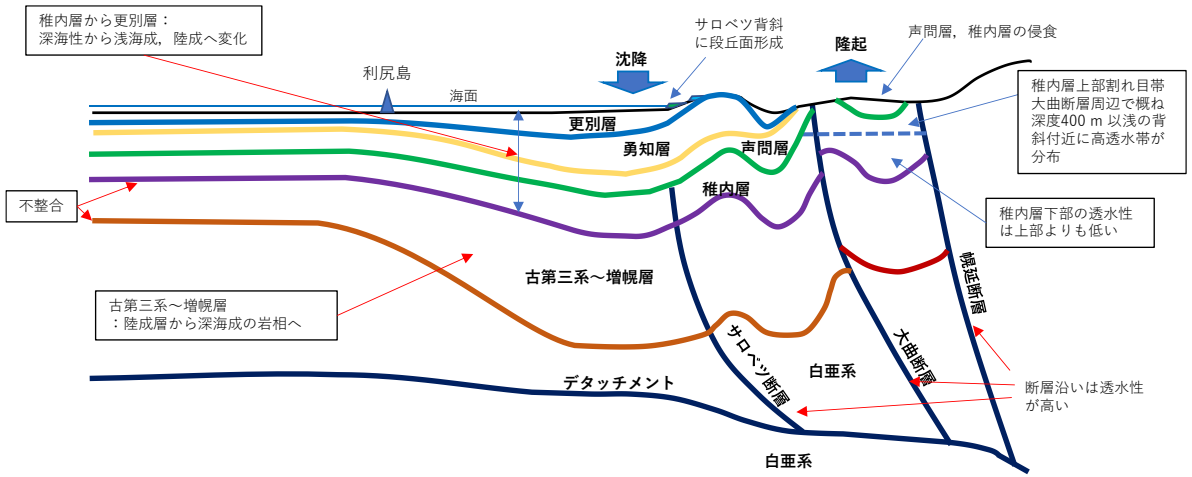 稚内層から更別層：
深海性から浅海成，陸成へ変化
サロベツ背斜
に段丘面形成
声問層，稚内層の侵食
沈降
隆起
利尻島
海面
稚内層上部割れ目帯
大曲断層周辺で概ね
深度400 m 以浅の背
斜付近に高透水帯が
分布
更別層
勇知層
声問層
稚内層
不整合
稚内層下部の透水性
は上部よりも低い
古第三系～増幌層
幌延断層
古第三系～増幌層
：陸成層から深海成の岩相へ
サロベツ断層
大曲断層
白亜系
デタッチメント
断層沿いは透水性
が高い
白亜系